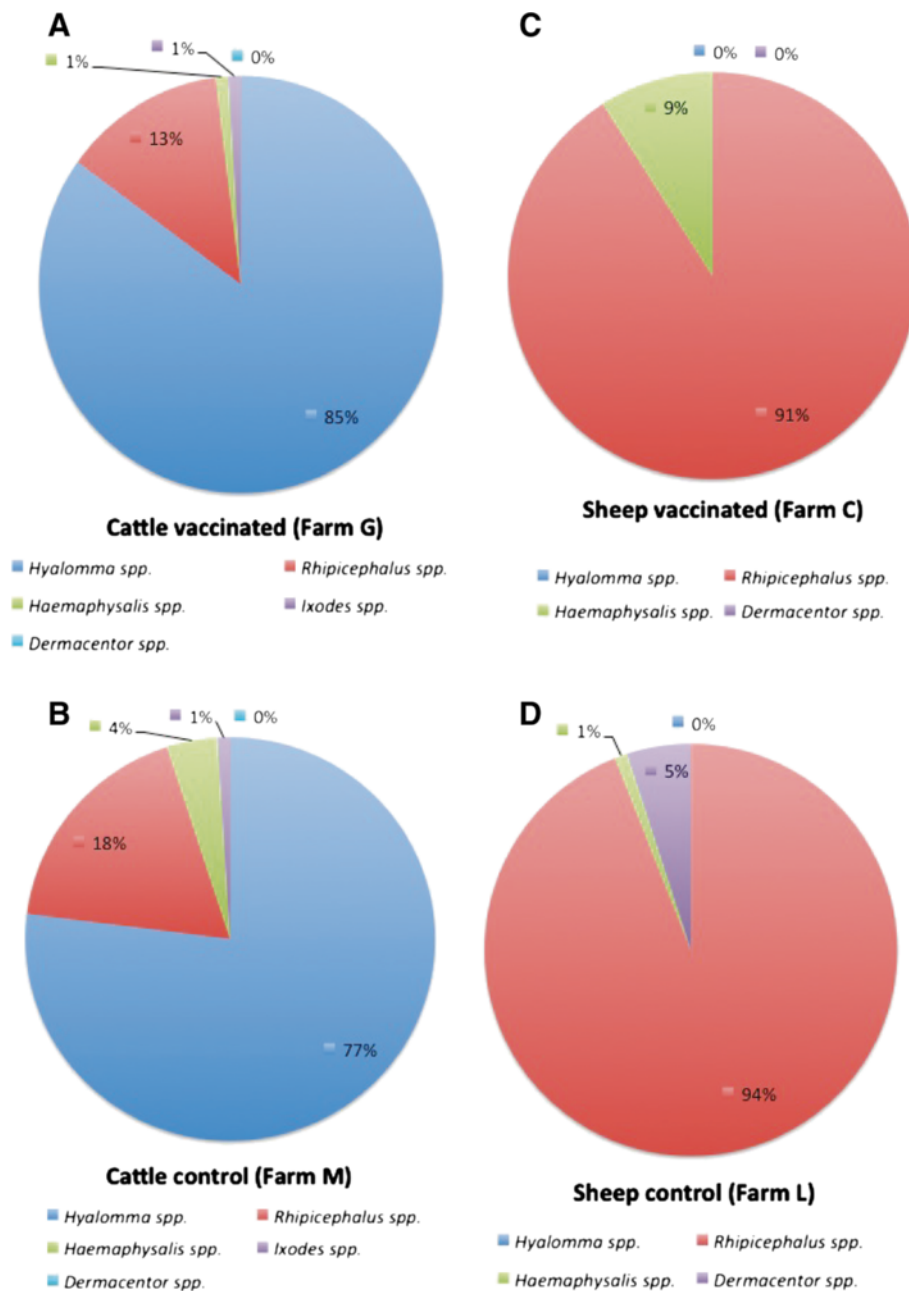 A
1%
1%
0%
13%
85%
Cattle vaccinated (Farm G)
Hyalomma spp.
Rhipicephalus spp.
Haemaphysalis spp.
Ixodes spp.
Dermacentor spp.
C
0%
0%
9%
91%
Sheep vaccinated (Farm C)
Hyalomma spp.
Rhipicephalus spp.
Haemaphysalis spp.
Dermacentor spp.
B
4%
1%
0%
18%
77%
Cattle control (Farm M)
Hyalomma spp.
Rhipicephalus spp.
Haemaphysalis spp.
Ixodes spp.
Dermacentor spp.
D
1%
0%
5%
94%
Sheep control (Farm L)
Hyalomma spp.
Rhipicephalus spp.
Haemaphysalis spp.
Dermacentor spp.